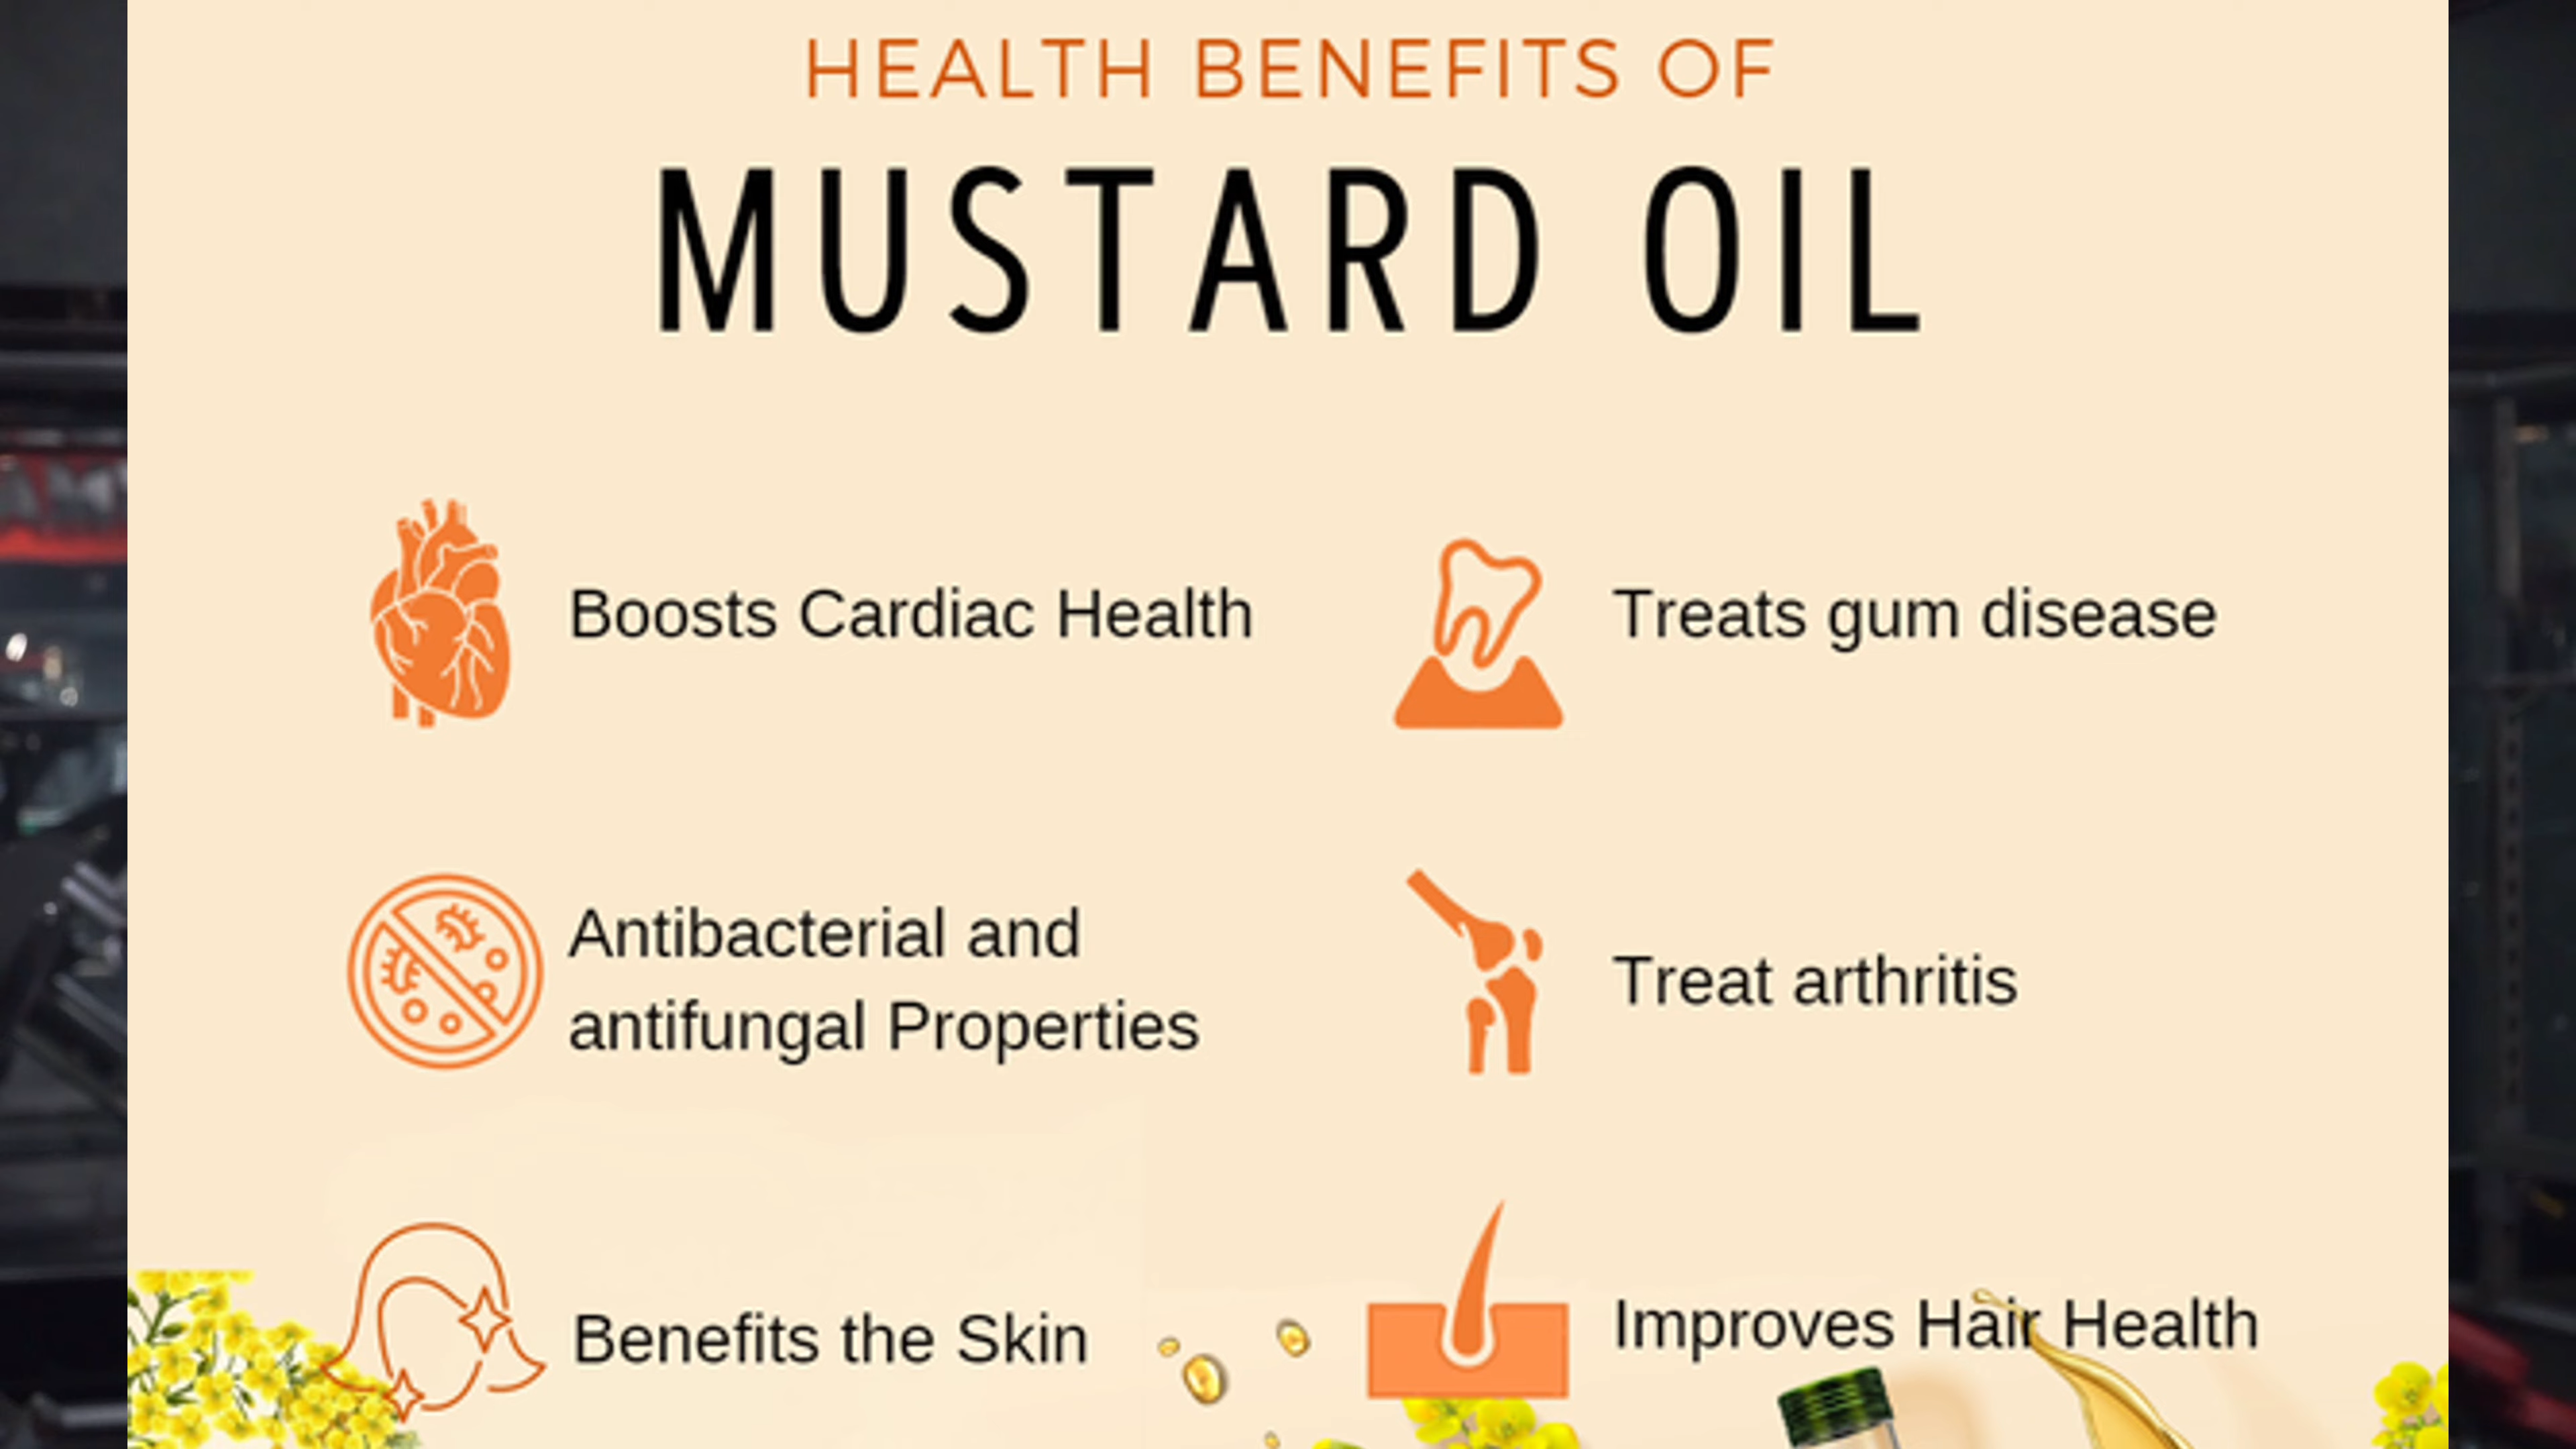 HEALTH BENEFITS OF
MUSTARD OIL
Boosts Cardiac Health
Treats gum disease
Antibacterial and
antifungal Properties
Treat arthritis
Benefits the Skin
Improves Hair Health